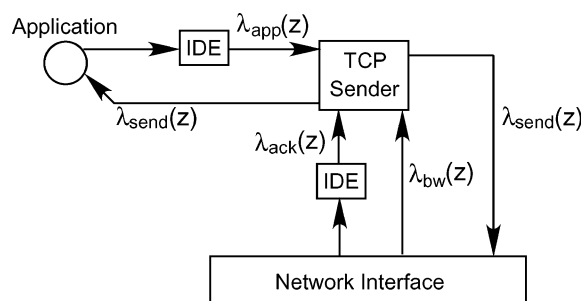 Application
IDE
λapp(z)
TCP
Sender
λsend(z)
λack(z)
IDE
λbw(z)
λsend(z)
Network Interface